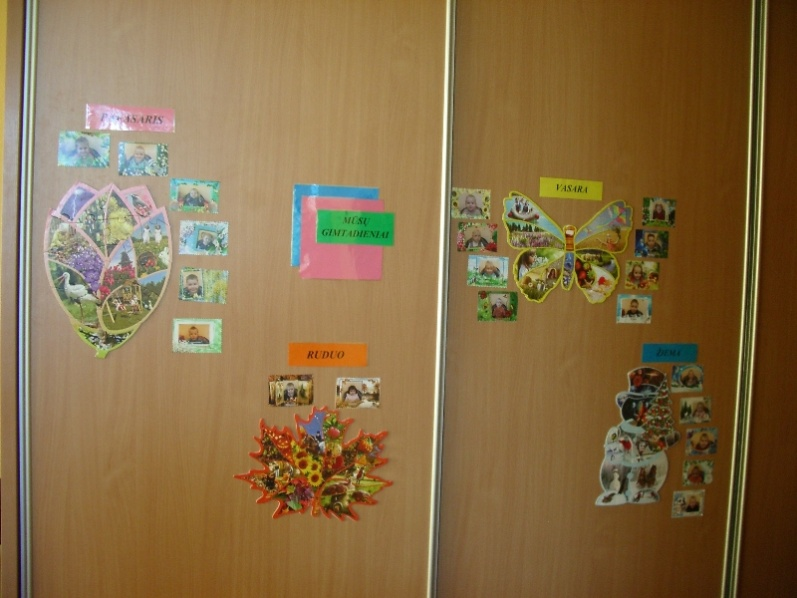 PAVASARIS
VASARA
MŪSŲ
GIMTADIENIAI
RUDUO
ŽIEMA